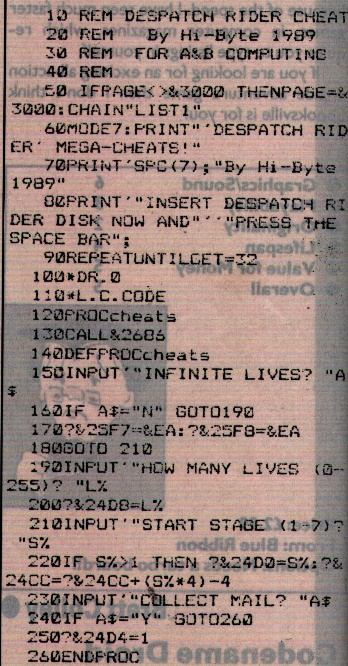 10 REM DESPATCH RIDER CHEAT
20 REM   By Hi-Byte 1989
30 REM  FOR A&B COMPUTING
40 REM
50 IFPAGE<>&3000 THENPAGE=&
3000:CHAIN"LIST1"
60MODE7:PRINT"'DESPATCH RID
ER' MEGA-CHEATS!"
70PRINT'SPC(7);"By Hi-Byte
1989"
80PRINT'"INSERT DESPATCH RI
DER DISK NOW AND"''"PRESS THE
SPACE BAR";
90REPEATUNTILGET=32
100*DR.0
110*L.C.CODE
120PROCcheats
130CALL&2686
140DEFPROCcheats
150INPUT'"INFINITE LIVES? "A
$
160IF A$="N" GOTO190
170?&25F7=&EA:?&25F8=&EA
180GOTO 210
190INPUT'"HOW MANY LIVES (0-
255)? "L%
200?&24D8=L%
210INPUT'"START STAGE (1-7)?
"S%
220IF S%>1 THEN ?&24D0=S%:?&
24CC=?&24CC+(S%*4)-4
230INPUT'"COLLECT MAIL? "A$
240IF A$="Y" GOTO260
250?&24D4=1
260ENDPROC